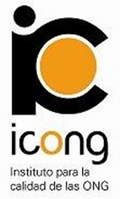 icong
Instituto para la
calidad de las ONG